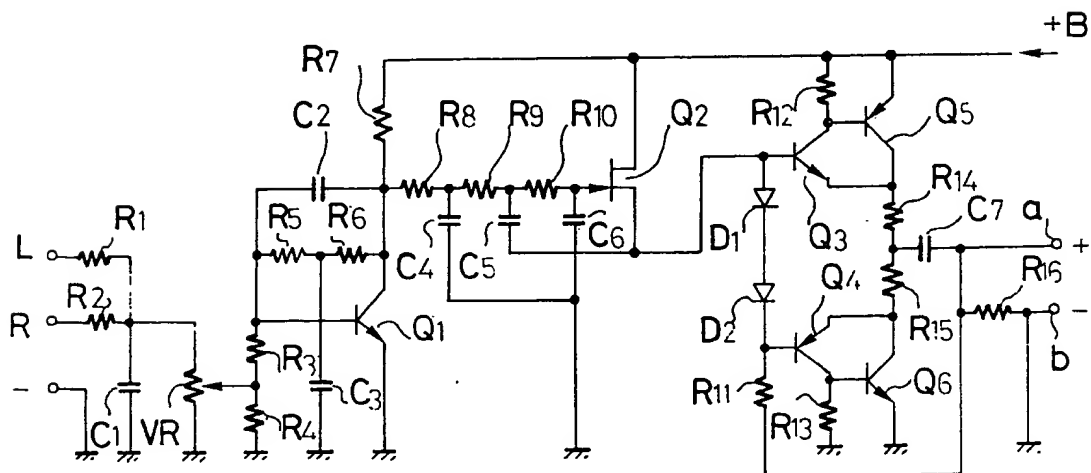 +B
R7
C2
R8
R9
R10
Q2
R12
Q5
R14
C7
a
+
R5
R6
C4
C5
C6
D1
Q3
R1
L
R2
R
Q1
D2
Q4
R15
R16
-
b
R3
C3
R11
Q6
-
C1
VR
R4
R13